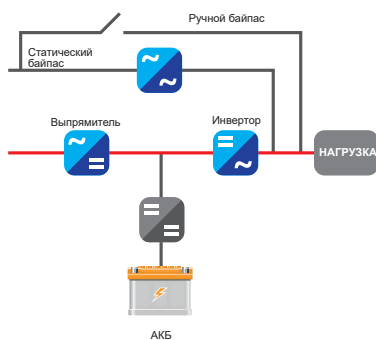 Ручной байпас
Статический
байпас
Выпрямитель
Инвертор
НАГРУЗКА
АКБ